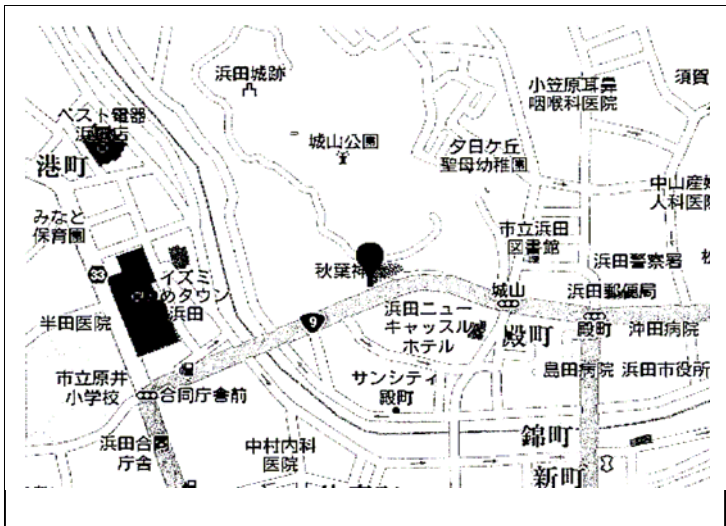 浜田城跡
小笠原耳鼻
咽喉科医院
須賀
ベスト電器
港町
城山公園
夕日ケ丘
聖母幼稚園
中山産婦
人科医
みなと
保育園
市立浜田
図書館
33
イズミ
ゆめタウン
浜田
秋葉神
浜田警察署
松
半田医院
9
城山
浜田郵便局
浜田ニュー
キャッスル
ホテル
殿町
殿町
沖田病院
市立原井
小学校
合同庁舎前
サンシティ
殿町
島田病院
浜田市役所
浜田合同
庁舎
中村内科
医院
錦町
新町